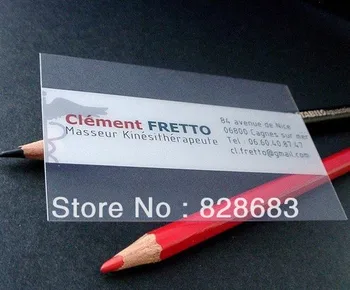 Clément FRETTO
Masseur Kinésithérapeute
84 avenue de Nice
06800 Cagnes sur mer
Tel : 06.60.40.87.47
cl.fretto@gmail.com
Store No: 828683